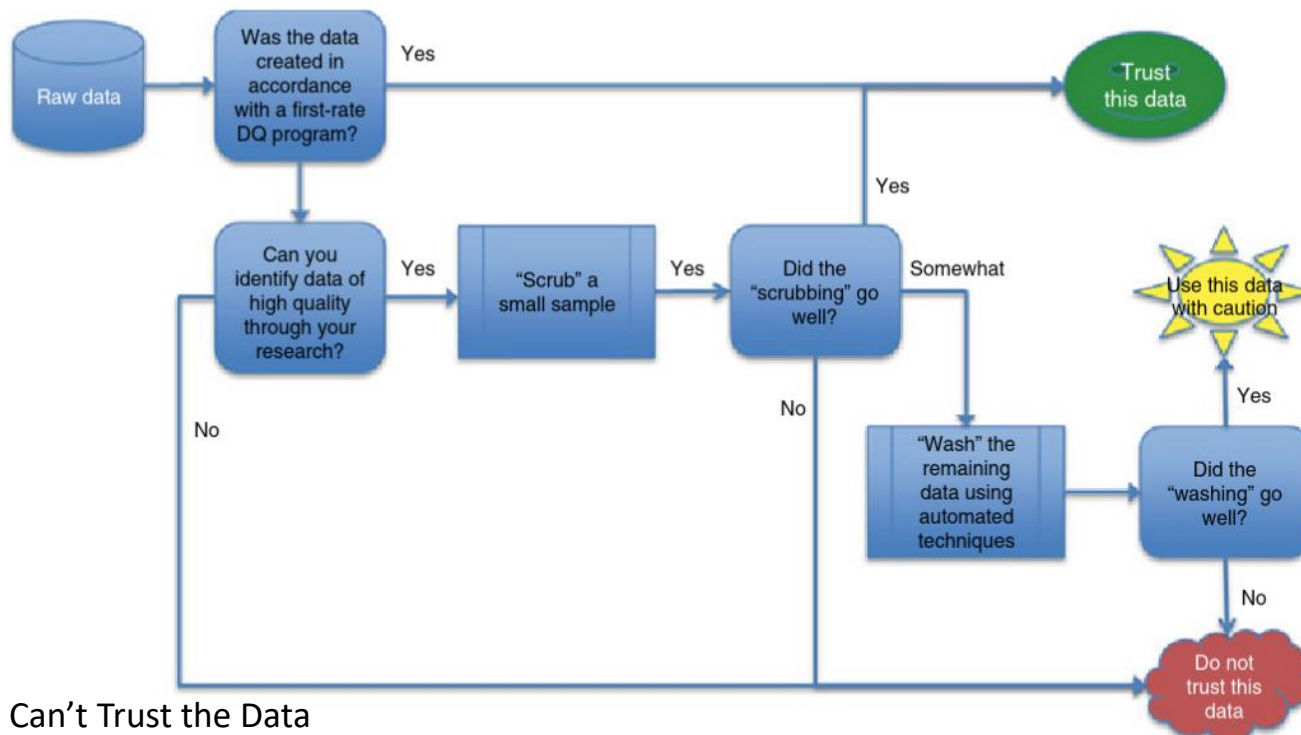 Raw data
Was the data
created in
accordance
with a first-rate
DQ program?
Yes
Trust
this data
Yes
Can you
identify data of
high quality
through your
research?
Yes
“Scrub” a
small sample
Yes
Did the
“scrubbing” go
well?
Somewhat
Use this data
with caution
Yes
No
No
“Wash” the
remaining
data using
automated
techniques
Did the
“washing” go
well?
No
Do not
trust this
data
Can’t Trust the Data